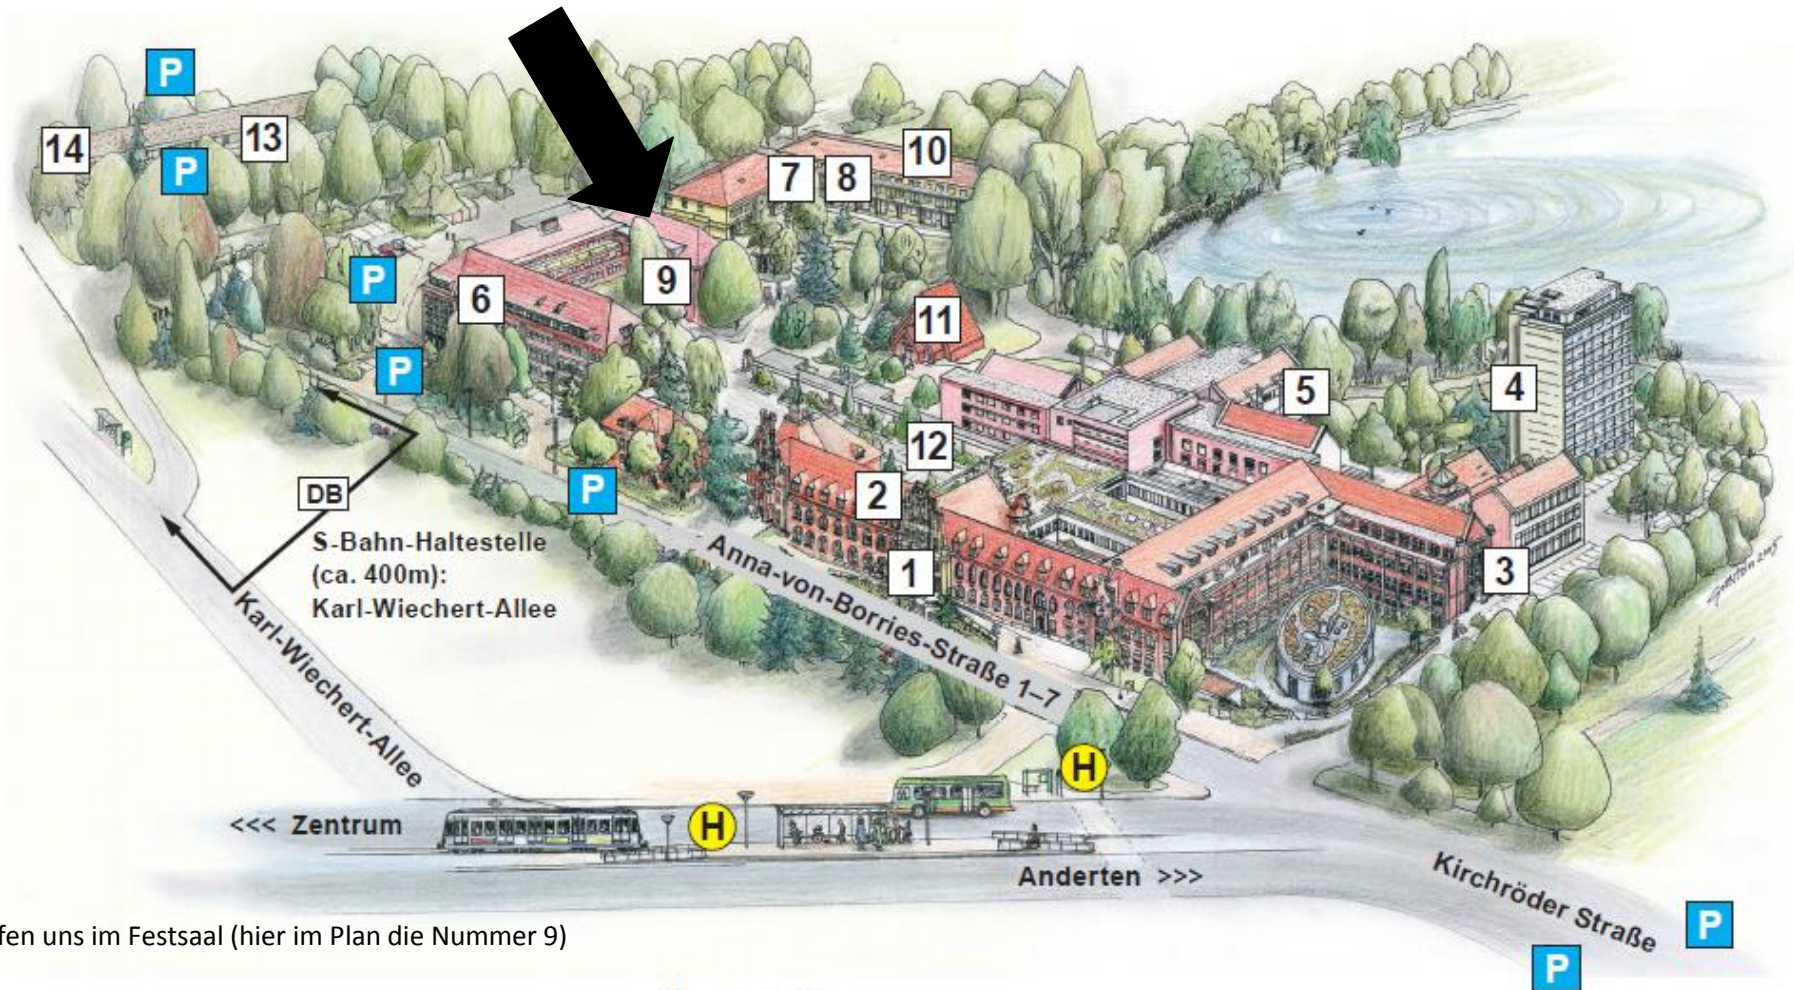 P
14
13
P
7
8
10
9
6
P
11
P
5
4
12
2
P
DB
S-Bahn-Haltestelle
(ca. 400m):
Karl-Wiechert-Allee
1
3
Anna-von-Borries-Straße 1–7
Karl-Wiechert-Allee
H
H
<<< Zentrum
Anderten >>>
Kirchröder Straße
P
P
fen uns im Festsaal (hier im Plan die Nummer 9)